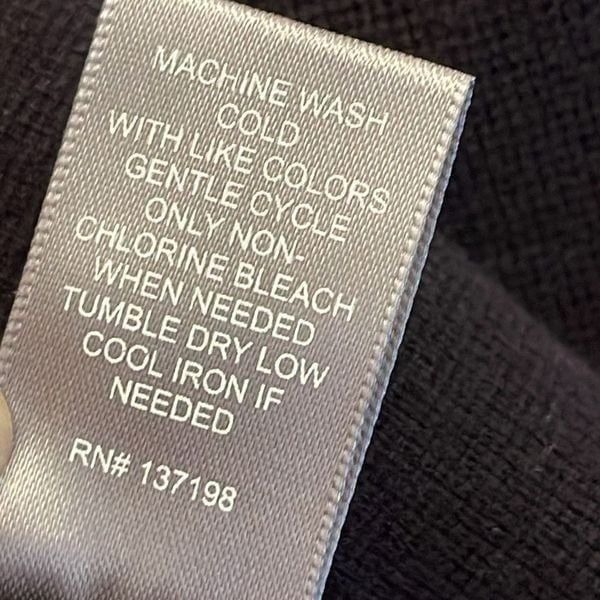 MACHINE WASH
COLD
WITH LIKE COLORS
GENTLE CYCLE
ONLY NON-
CHLORINE BLEACH
WHEN NEEDED
TUMBLE DRY LOW
COOL IRON IF
NEEDED
RN# 137198